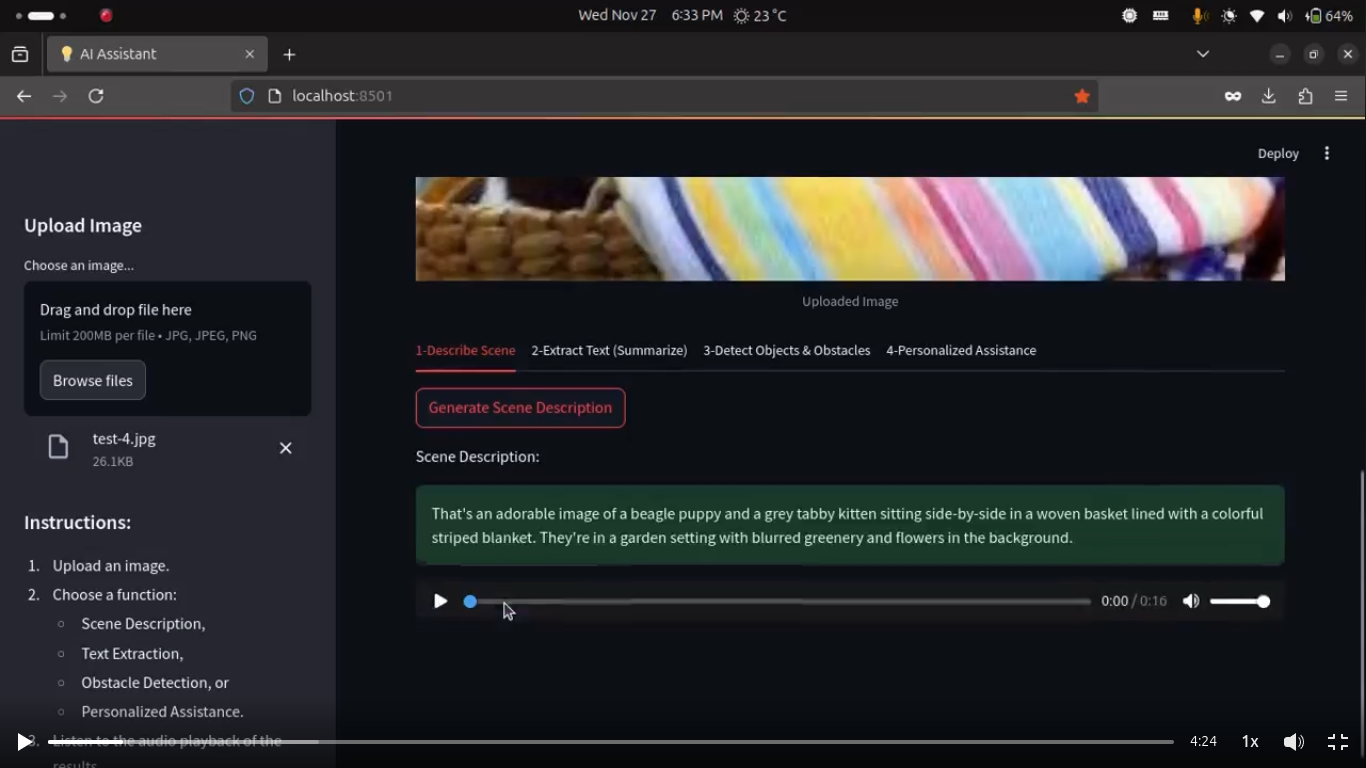 Wed Nov 27 6:33 PM 23 °C
64%
AI Assistant
localhost:8501
Deploy
Upload Image
Choose an image...
Drag and drop file here
Limit 200MB per file • JPG, JPEG, PNG
Browse files
test-4.jpg
26.1KB
Instructions:
1. Upload an image.
2. Choose a function:
Scene Description,
Text Extraction,
Obstacle Detection, or
Personalized Assistance.
3. Listen to the audio playback of the
results
Uploaded Image
1-Describe Scene 2-Extract Text (Summarize) 3-Detect Objects & Obstacles 4-Personalized Assistance
Generate Scene Description
Scene Description:
That's an adorable image of a beagle puppy and a grey tabby kitten sitting side-by-side in a woven basket lined with a colorful
striped blanket. They're in a garden setting with blurred greenery and flowers in the background.
0:00 / 0:16
4:24 1x